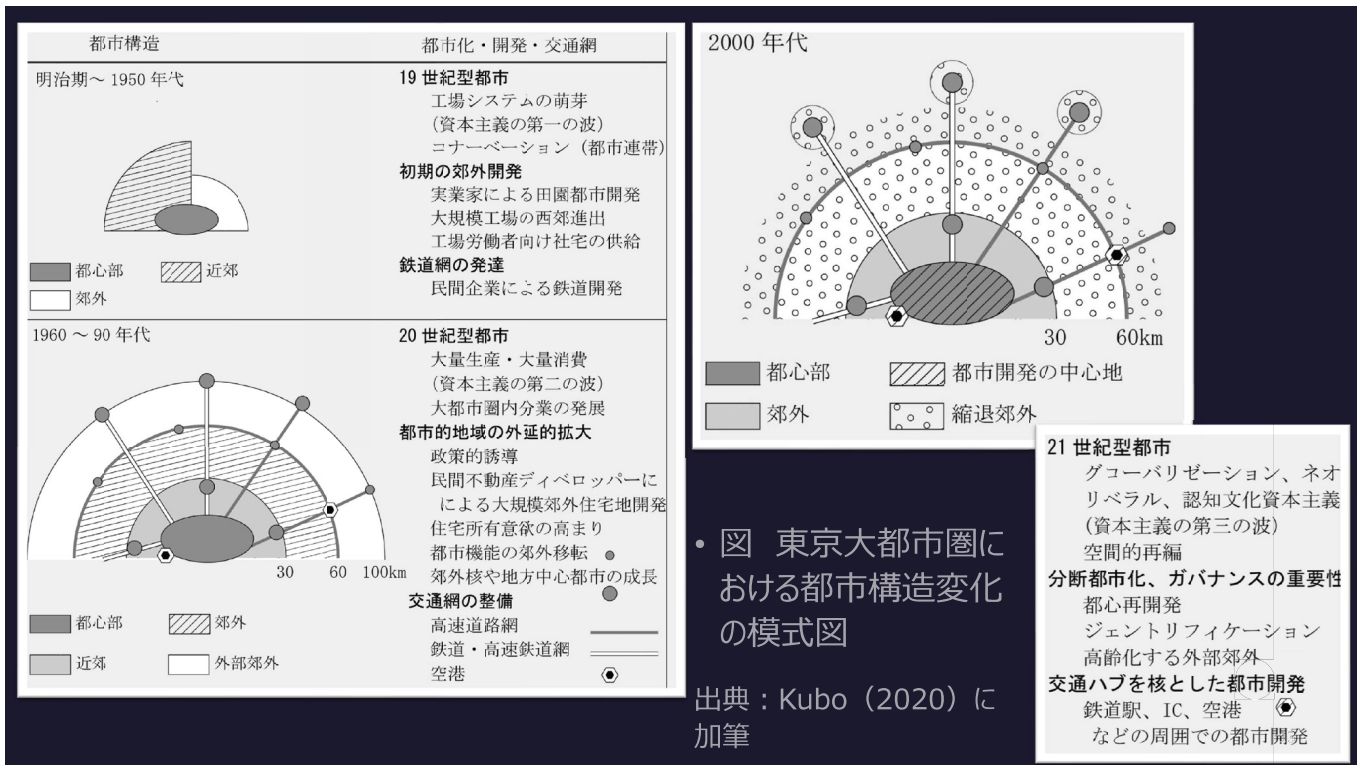 都市構造
都市化・開発・交通網
明治期～1950年代
都心部
近郊
郊外
19世紀型都市
工場システムの萌芽
(資本主義の第一の波)
コナーベーション（都市連帯）
初期の郊外開発
実業家による田園都市開発
大規模工場の西郊進出
工場労働者向け社宅の供給
鉄道網の発達
民間企業による鉄道開発
1960～90年代
30 60 100km
都心部
郊外
近郊
外部郊外
20世紀型都市
大量生産・大量消費
(資本主義の第二の波)
大都市圏内分業の発展
都市的地域の外延的拡大
政策的誘導
民間不動産ディベロッパーに
による大規模郊外住宅地開発
住宅所有意欲の高まり
都市機能の郊外移転
郊外核や地方中心都市の成長
交通網の整備
高速道路網
鉄道・高速鉄道網
空港
2000年代
30 60km
都心部
都市開発の中心地
郊外
縮退郊外
21世紀型都市
グローバリゼーション、ネオ
リベラル、認知文化資本主義
(資本主義の第三の波)
空間的再編
分断都市化、ガバナンスの重要性
都心再開発
ジェントリフィケーション
高齢化する外部郊外
交通ハブを核とした都市開発
鉄道駅、IC、空港
などの周囲での都市開発
• 図 東京大都市圏に
おける都市構造変化
の模式図
出典：Kubo（2020）に
加筆